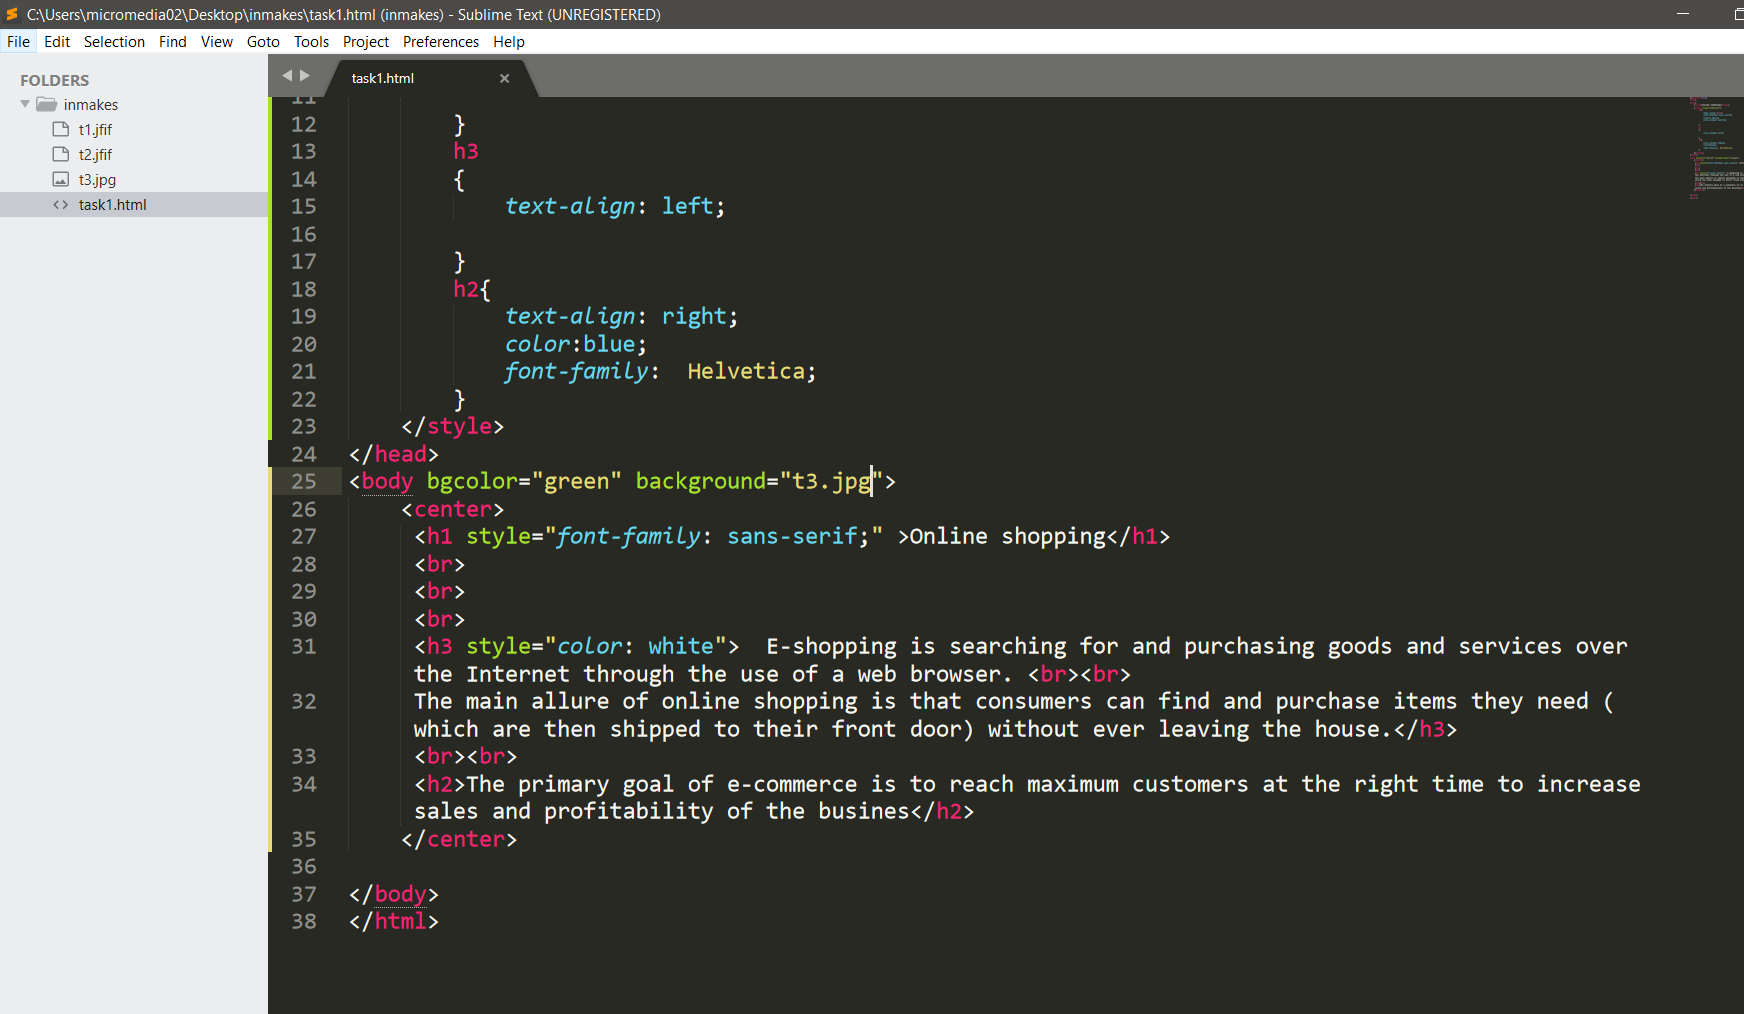 C:\Users\micromedia02\Desktop\inmakes\task1.html (inmakes) - Sublime Text (UNREGISTERED)
File Edit Selection Find View Goto Tools Project Preferences Help
FOLDERS
inmakes
t1.jfif
t2.jfif
t3.jpg
task1.html
task1.html
11
12 }
13 h3
14 {
15 text-align: left;
16
17 }
18 h2{
19 text-align: right;
20 color:blue;
21 font-family:  Helvetica;
22 }
23 </style>
24 </head>
25 <body bgcolor="green" background="t3.jpg">
26 <center>
27 <h1 style="font-family: sans-serif;" >Online shopping</h1>
28 <br>
29 <br>
30 <br>
31 <h3 style="color: white">  E-shopping is searching for and purchasing goods and services over
the Internet through the use of a web browser. <br><br>
32 The main allure of online shopping is that consumers can find and purchase items they need (
which are then shipped to their front door) without ever leaving the house.</h3>
33 <br><br>
34 <h2>The primary goal of e-commerce is to reach maximum customers at the right time to increase
sales and profitability of the busines</h2>
35 </center>
36
37 </body>
38 </html>